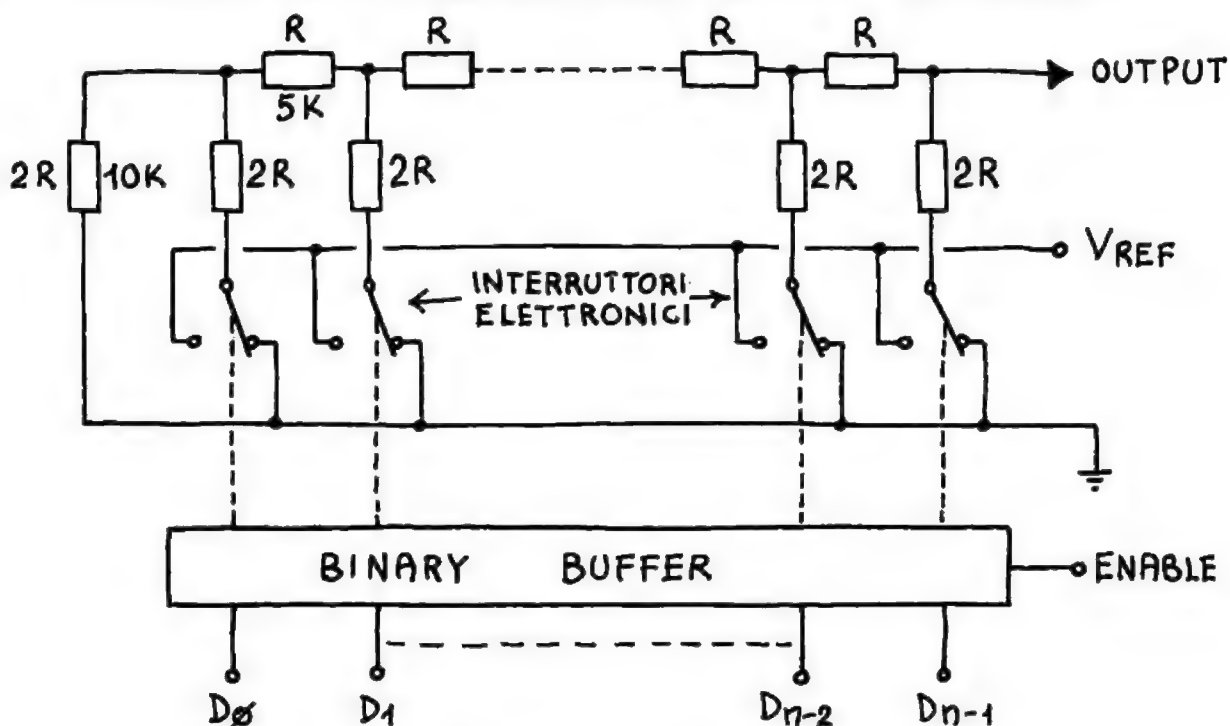 R R R R
OUTPUT
5K
2R 10K 2R 2R 2R 2R
VREF
INTERRUTTORI
ELETTRONICI
BINARY BUFFER
ENABLE
DØ D1 Dn-2 Dn-1